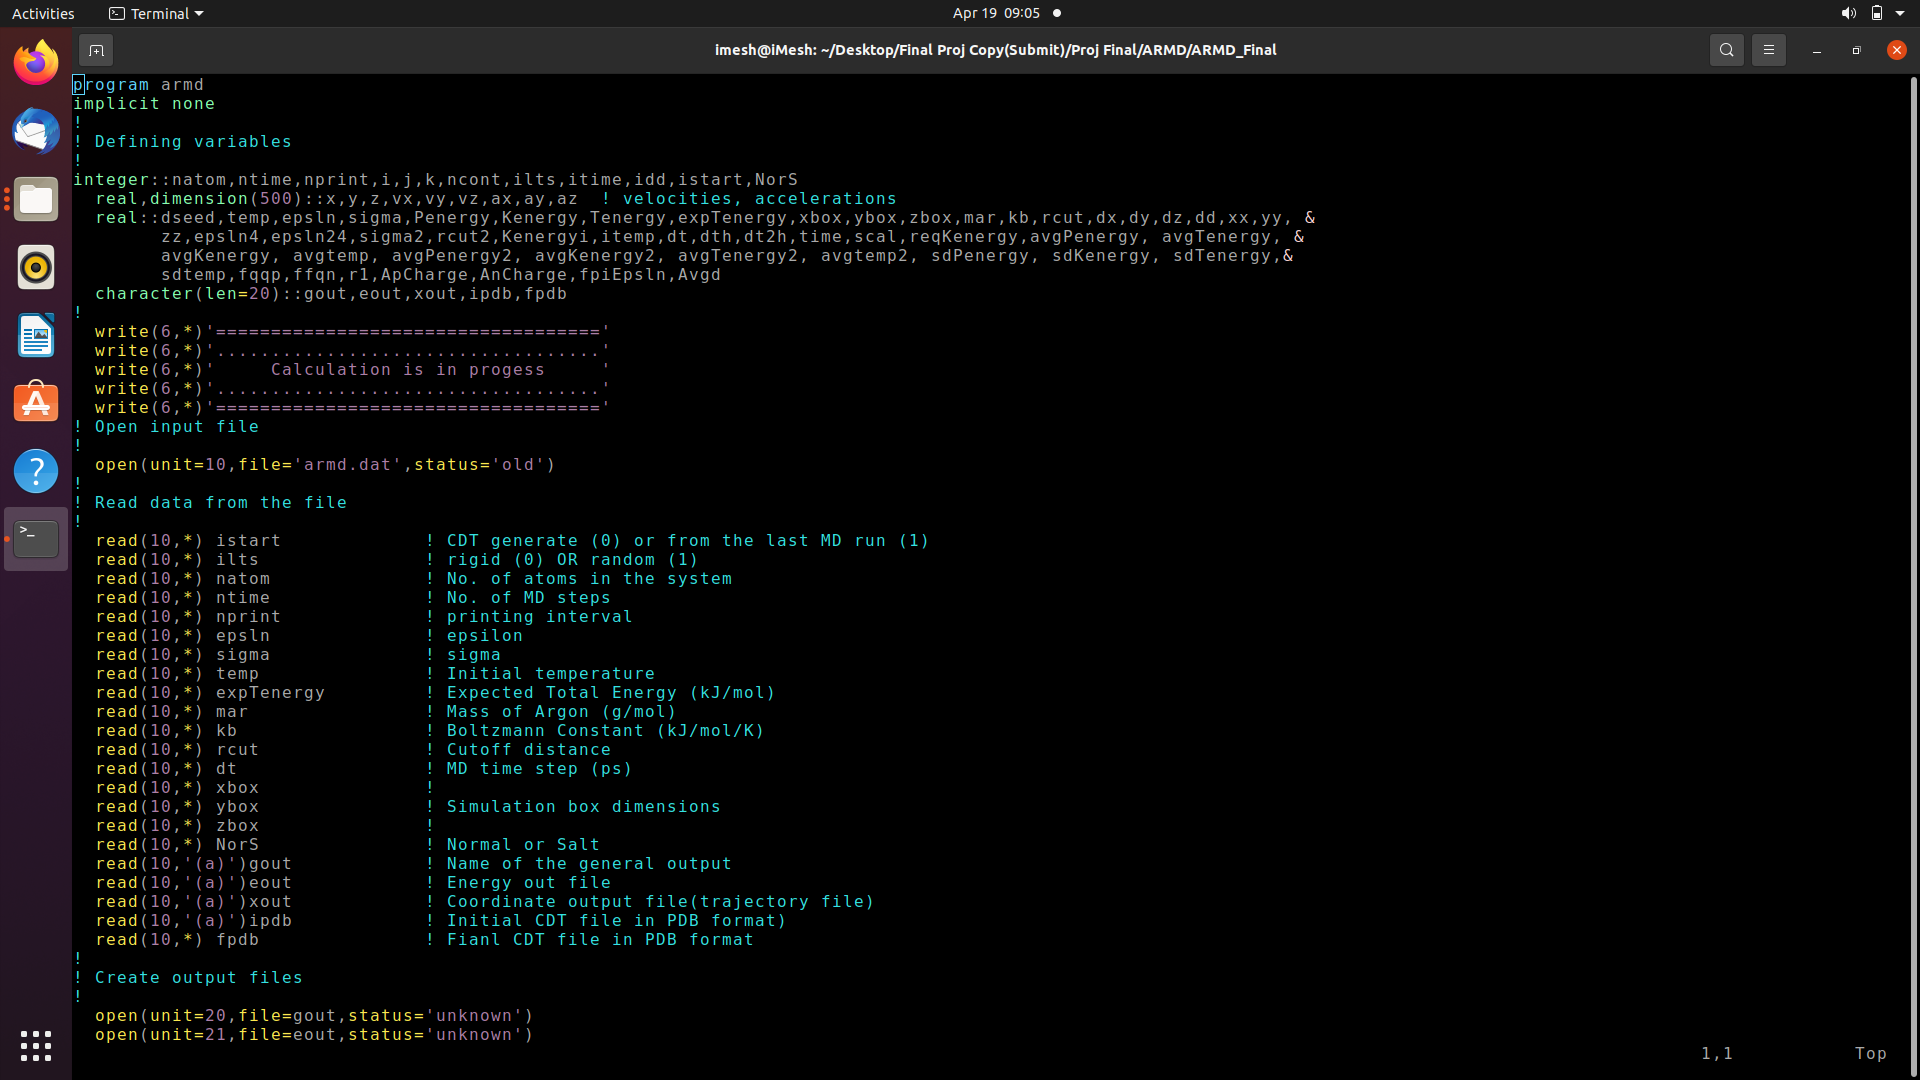 Activities Terminal Apr 19 09:05
imesh@iMesh: ~/Desktop/Final Proj Copy(Submit)/Proj Final/ARMD/ARMD_Final
program armd
implicit none
!
! Defining variables
!
integer::natom,ntime,nprint,i,j,k,ncont,ilts,itime,idd,istart,NorS
  real,dimension(500)::x,y,z,vx,vy,vz,ax,ay,az  ! velocities, accelerations
  real::dseed,temp,epsln,sigma,Penergy,Kenergy,Tenergy,expTenergy,xbox,ybox,zbox,mar,kb,rcut,dx,dy,dz,dd,xx,yy, &
        zz,epsln4,epsln24,sigma2,rcut2,Kenergyi,itemp,dt,dth,dt2h,time,scal,reqKenergy,avgPenergy, avgTenergy, &
        avgKenergy, avgtemp, avgPenergy2, avgKenergy2, avgTenergy2, avgtemp2, sdPenergy, sdKenergy, sdTenergy,&
        sdtemp,fqqp,ffqn,r1,ApCharge,AnCharge,fpiEpsln,Avgd
  character(len=20)::gout,eout,xout,ipdb,fpdb
!
  write(6,*)'==================================='
  write(6,*)'...................................'
  write(6,*)'     Calculation is in progess     '
  write(6,*)'...................................'
  write(6,*)'==================================='
! Open input file
!
  open(unit=10,file='armd.dat',status='old')
!
! Read data from the file
!
  read(10,*) istart             ! CDT generate (0) or from the last MD run (1)
  read(10,*) ilts               ! rigid (0) OR random (1)
  read(10,*) natom              ! No. of atoms in the system
  read(10,*) ntime              ! No. of MD steps
  read(10,*) nprint             ! printing interval
  read(10,*) epsln              ! epsilon
  read(10,*) sigma              ! sigma
  read(10,*) temp               ! Initial temperature
  read(10,*) expTenergy         ! Expected Total Energy (kJ/mol)
  read(10,*) mar                ! Mass of Argon (g/mol)
  read(10,*) kb                 ! Boltzmann Constant (kJ/mol/K)
  read(10,*) rcut               ! Cutoff distance
  read(10,*) dt                 ! MD time step (ps)
  read(10,*) xbox               !
  read(10,*) ybox               ! Simulation box dimensions
  read(10,*) zbox               !
  read(10,*) NorS               ! Normal or Salt
  read(10,'(a)')gout            ! Name of the general output
  read(10,'(a)')eout            ! Energy out file
  read(10,'(a)')xout            ! Coordinate output file(trajectory file)
  read(10,'(a)')ipdb            ! Initial CDT file in PDB format)
  read(10,*) fpdb               ! Fianl CDT file in PDB format
!
! Create output files
!
  open(unit=20,file=gout,status='unknown')
  open(unit=21,file=eout,status='unknown')
1,1 Top